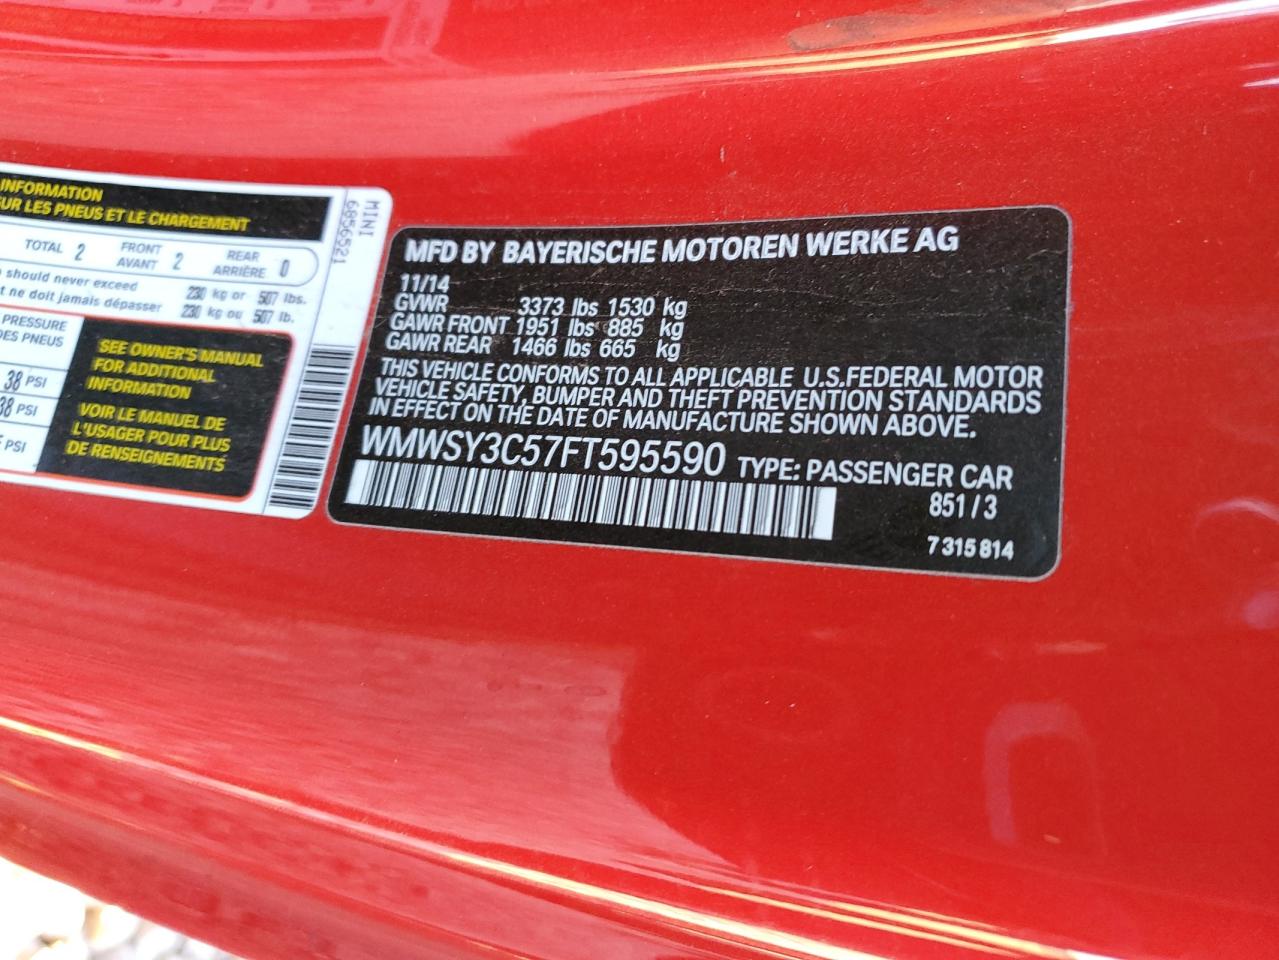 INFORMATION
SUR LES PNEUS ET LE CHARGEMENT
TOTAL 2 FRONT AVANT 2 REAR ARRIÈRE 0
should never exceed 230 kg or 507 lbs.
ne doit jamais dépasser 230 kg ou 507 lb.
PRESSURE
DES PNEUS
38 PSI
38 PSI
PSI
SEE OWNER'S MANUAL
FOR ADDITIONAL
INFORMATION
VOIR LE MANUEL DE
L'USAGER POUR PLUS
DE RENSEIGNEMENTS
MINI
6856521
MFD BY BAYERISCHE MOTOREN WERKE AG
11/14
GVWR 3373 lbs 1530 kg
GAWR FRONT 1951 lbs 885 kg
GAWR REAR 1466 lbs 665 kg
THIS VEHICLE CONFORMS TO ALL APPLICABLE U.S.FEDERAL MOTOR
VEHICLE SAFETY, BUMPER AND THEFT PREVENTION STANDARDS
IN EFFECT ON THE DATE OF MANUFACTURE SHOWN ABOVE.
WMWSY3C57FT595590 TYPE: PASSENGER CAR
851/3
7 315 814